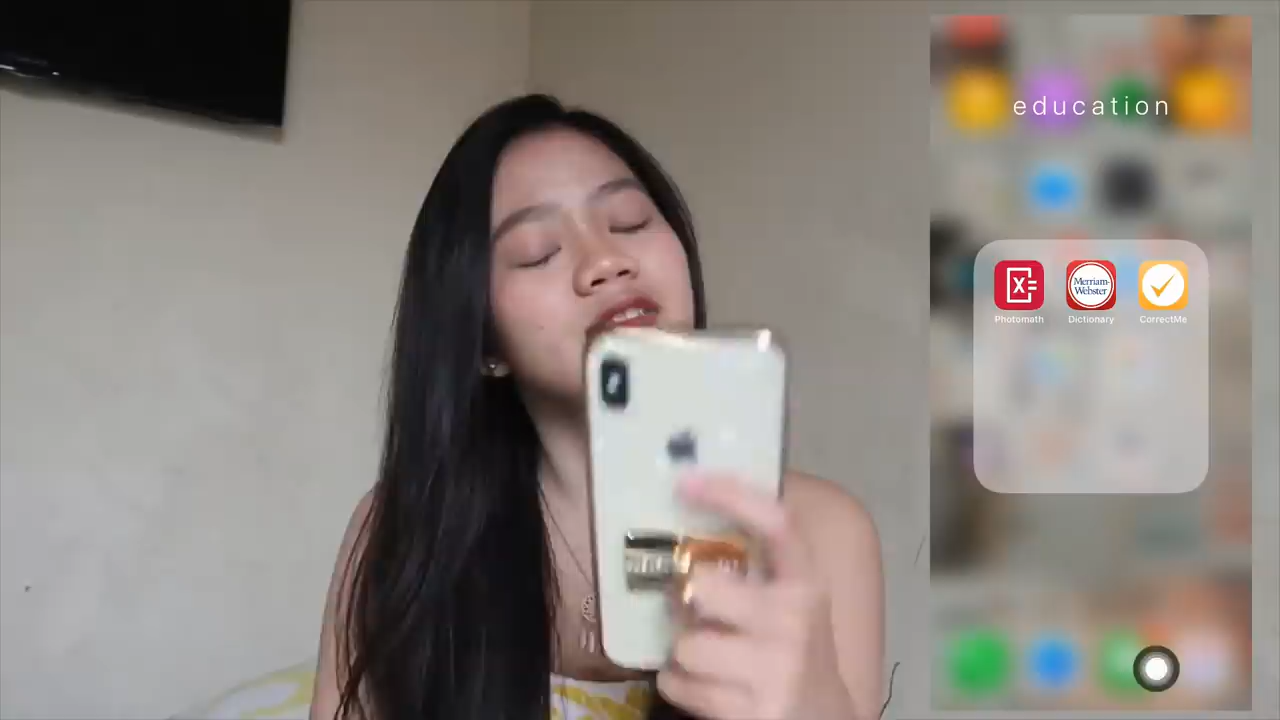 education
Merriam-
Webster
Photomath
Dictionary
CorrectMe